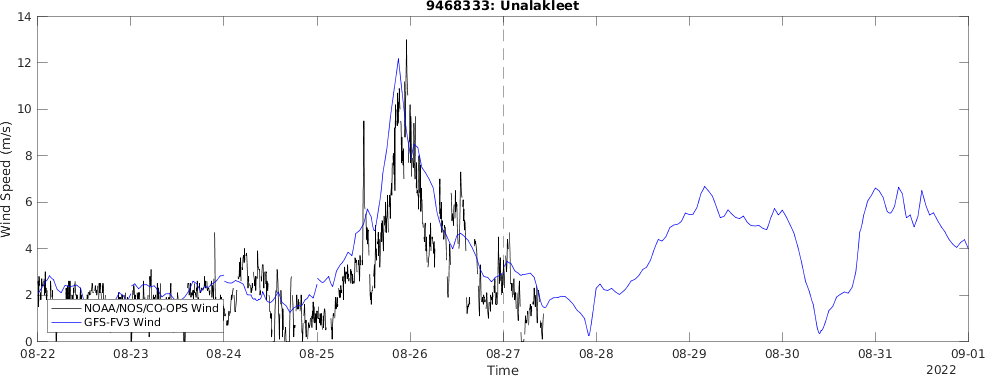 9468333: Unalakleet
14
12
10
8
6
4
2
0
Wind Speed (m/s)
NOAA/NOS/CO-OPS Wind
GFS-FV3 Wind
08-22 08-23 08-24 08-25 08-26 08-27 08-28 08-29 08-30 08-31 09-01
Time
2022